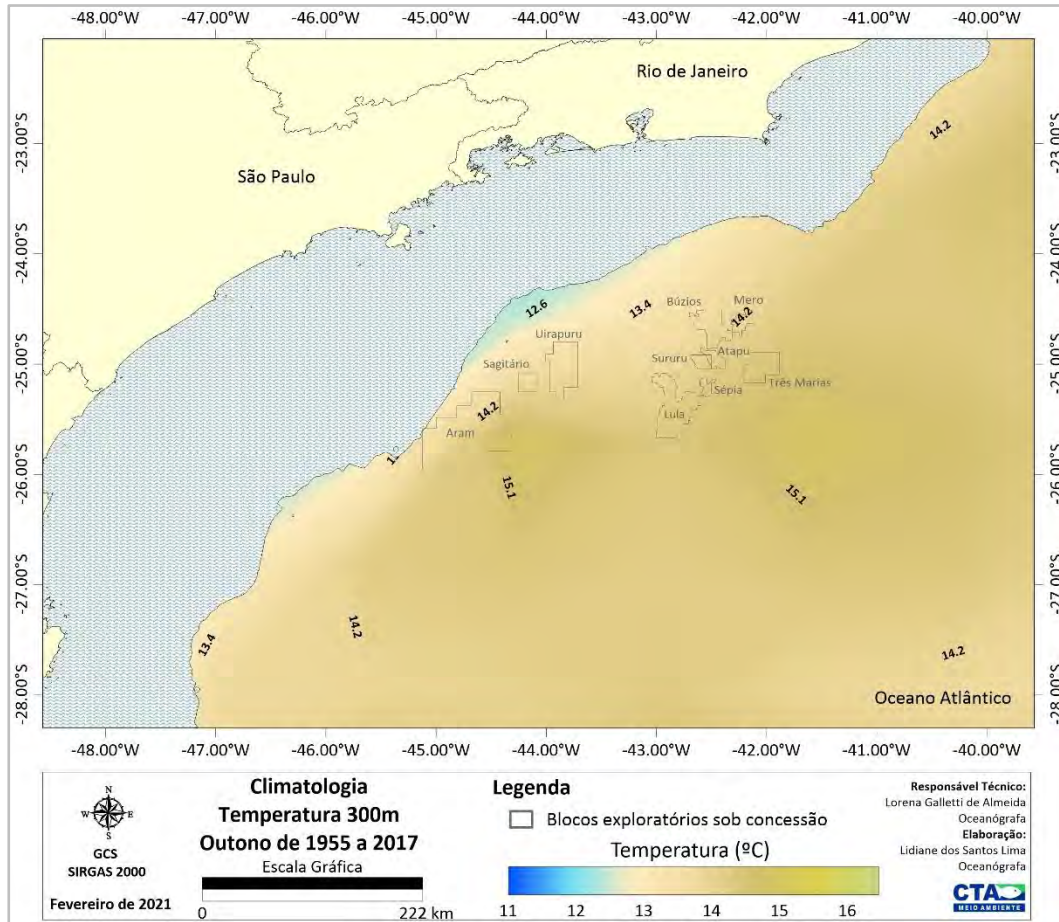 -48.00°W -47.00°W -46.00°W -45.00°W -44.00°W -43.00°W -42.00°W -41.00°W -40.00°W
Rio de Janeiro
São Paulo
-23.00°S
-24.00°S
-25.00°S
-26.00°S
-27.00°S
-28.00°S
-23.00°S
-24.00°S
-25.00°S
-26.00°S
-27.00°S
-28.00°S
14.2
12.6
13.4
Búzios
Mero
14.2
Uirapuru
Sagitário
Sururu
Atapu
Três Marias
Sépia
Lula
14.2
Aram
15.1
15.1
14.2
13.4
14.2
Oceano Atlântico
-48.00°W -47.00°W -46.00°W -45.00°W -44.00°W -43.00°W -42.00°W -41.00°W -40.00°W
N
W E
S
GCS
SIRGAS 2000
Fevereiro de 2021
Climatologia
Temperatura 300m
Outono de 1955 a 2017
Escala Gráfica
0 222 km
Legenda
Blocos exploratórios sob concessão
Temperatura (ºC)
11 12 13 14 15 16
Responsável Técnico:
Lorena Galletti de Almeida
Oceanógrafa
Elaboração:
Lidiane dos Santos Lima
Oceanógrafa
CTA
MEIO AMBIENTE